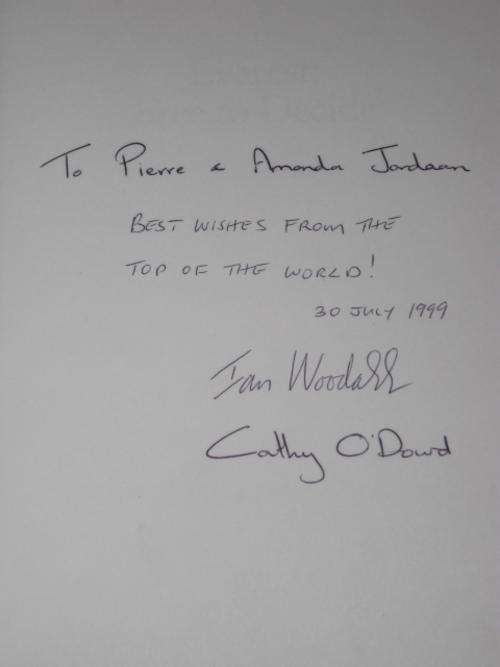 To Pierre & Amanda Jordaan
BEST WISHES FROM THE
TOP OF THE WORLD!
30 JULY 1999
Ian Woodall
Cathy O'Dowd